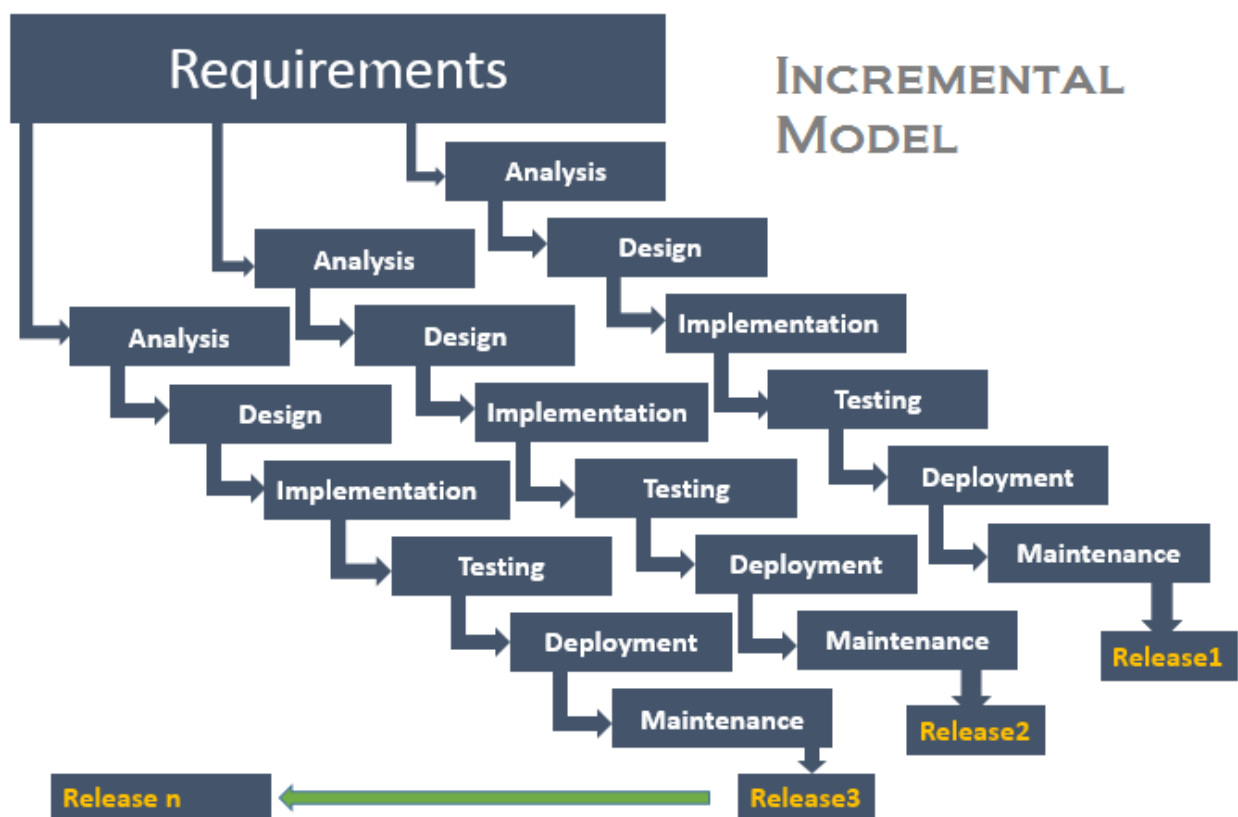 Requirements
INCREMENTAL
MODEL
Analysis
Design
Implementation
Testing
Deployment
Maintenance
Release1
Analysis
Design
Implementation
Testing
Deployment
Maintenance
Release2
Analysis
Design
Implementation
Testing
Deployment
Maintenance
Release3
Release n